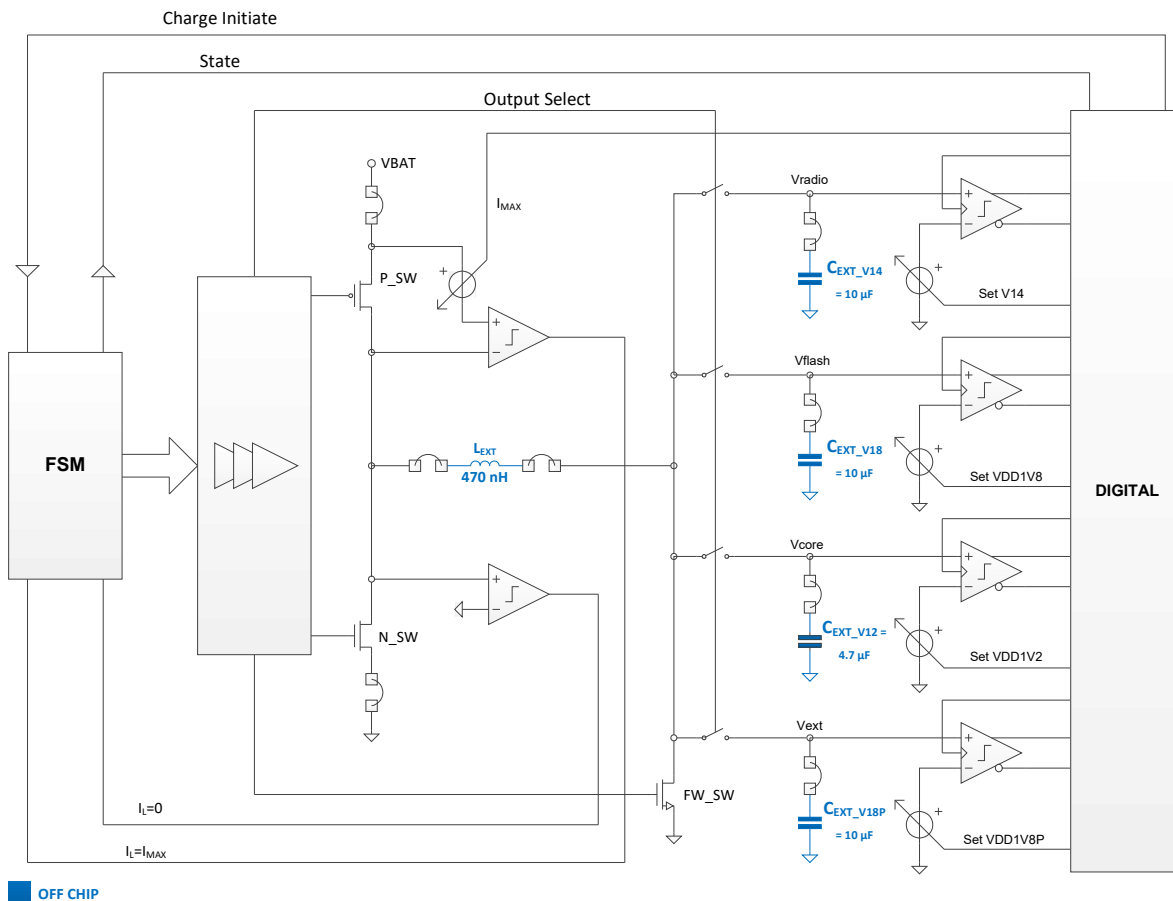 Charge Initiate
State
Output Select
VBAT
IMAX
P_SW
+
+
−
FSM
LEXT
470 nH
+
−
N_SW
FW_SW
IL=0
IL=IMAX
Vradio
CEXT_V14
= 10 µF
+
−
+
Set V14
Vflash
CEXT_V18
= 10 µF
+
−
+
Set VDD1V8
Vcore
CEXT_V12 =
4.7 µF
+
−
+
Set VDD1V2
Vext
CEXT_V18P
= 10 µF
+
−
+
Set VDD1V8P
DIGITAL
OFF CHIP